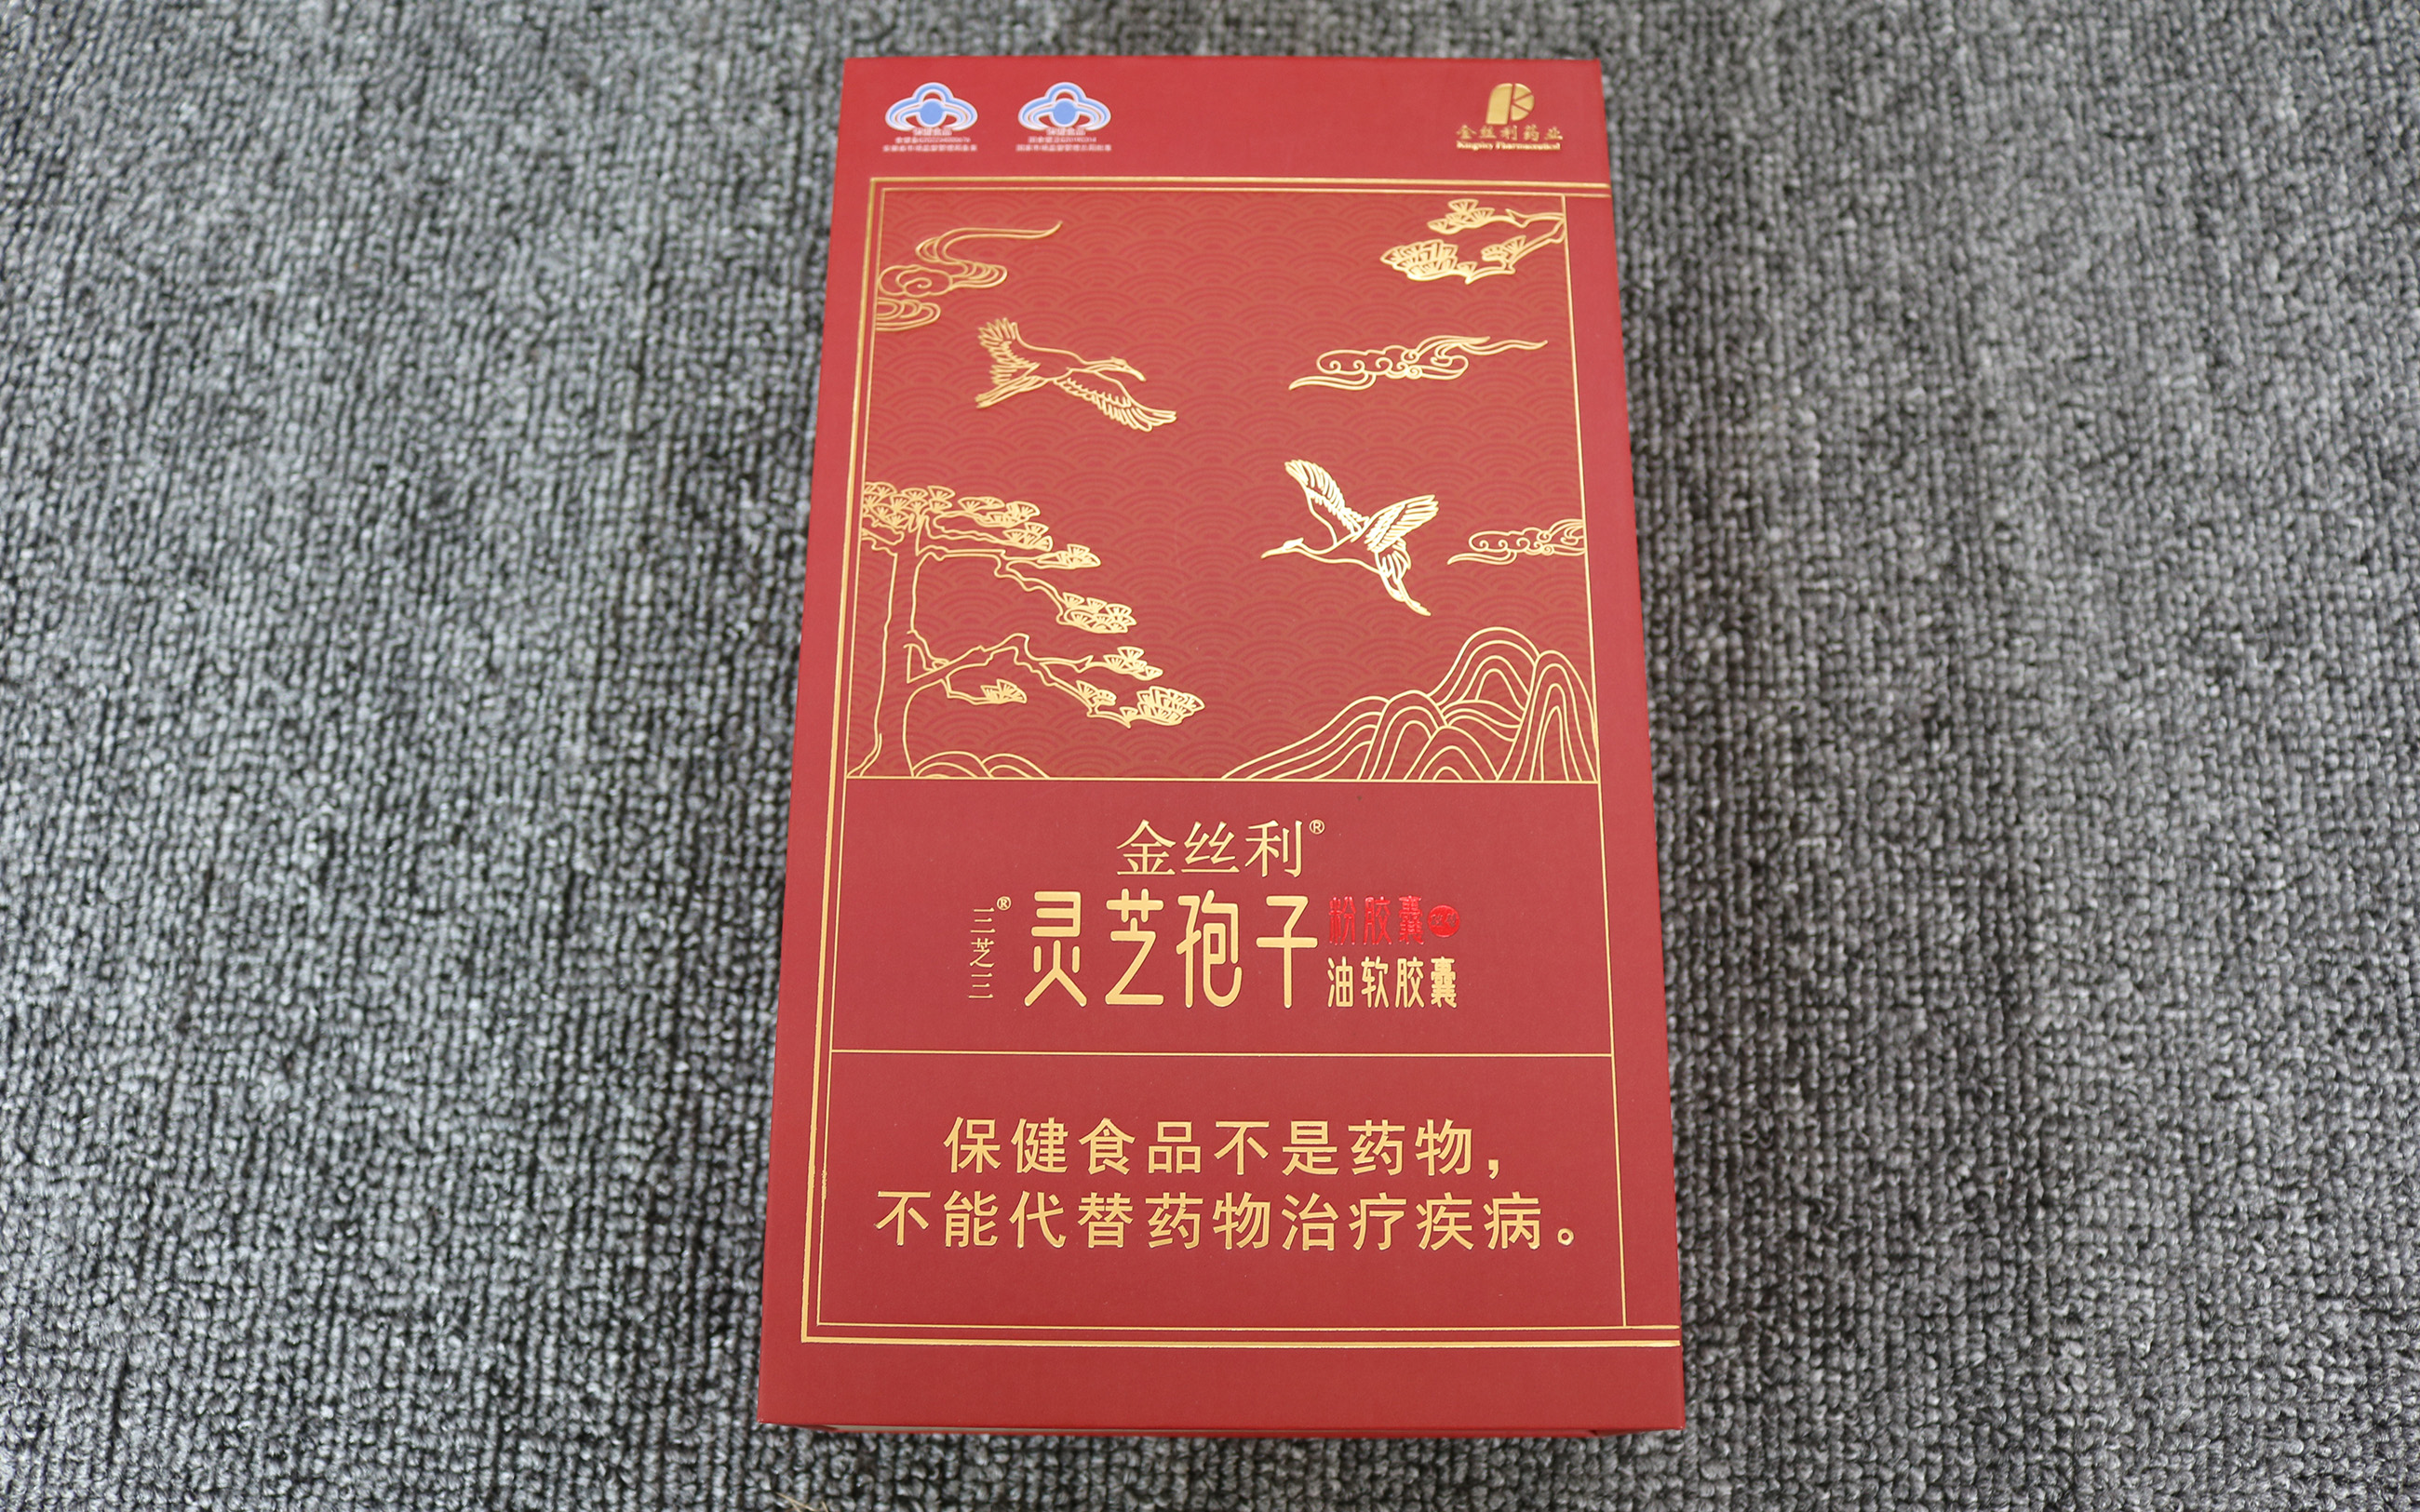 保健食品
保健食品
金丝利药业
Kingsley Pharmaceutical
金丝利®
三芝三®
灵芝孢子
粉胶囊
油软胶囊
保健食品不是药物，
不能代替药物治疗疾病。